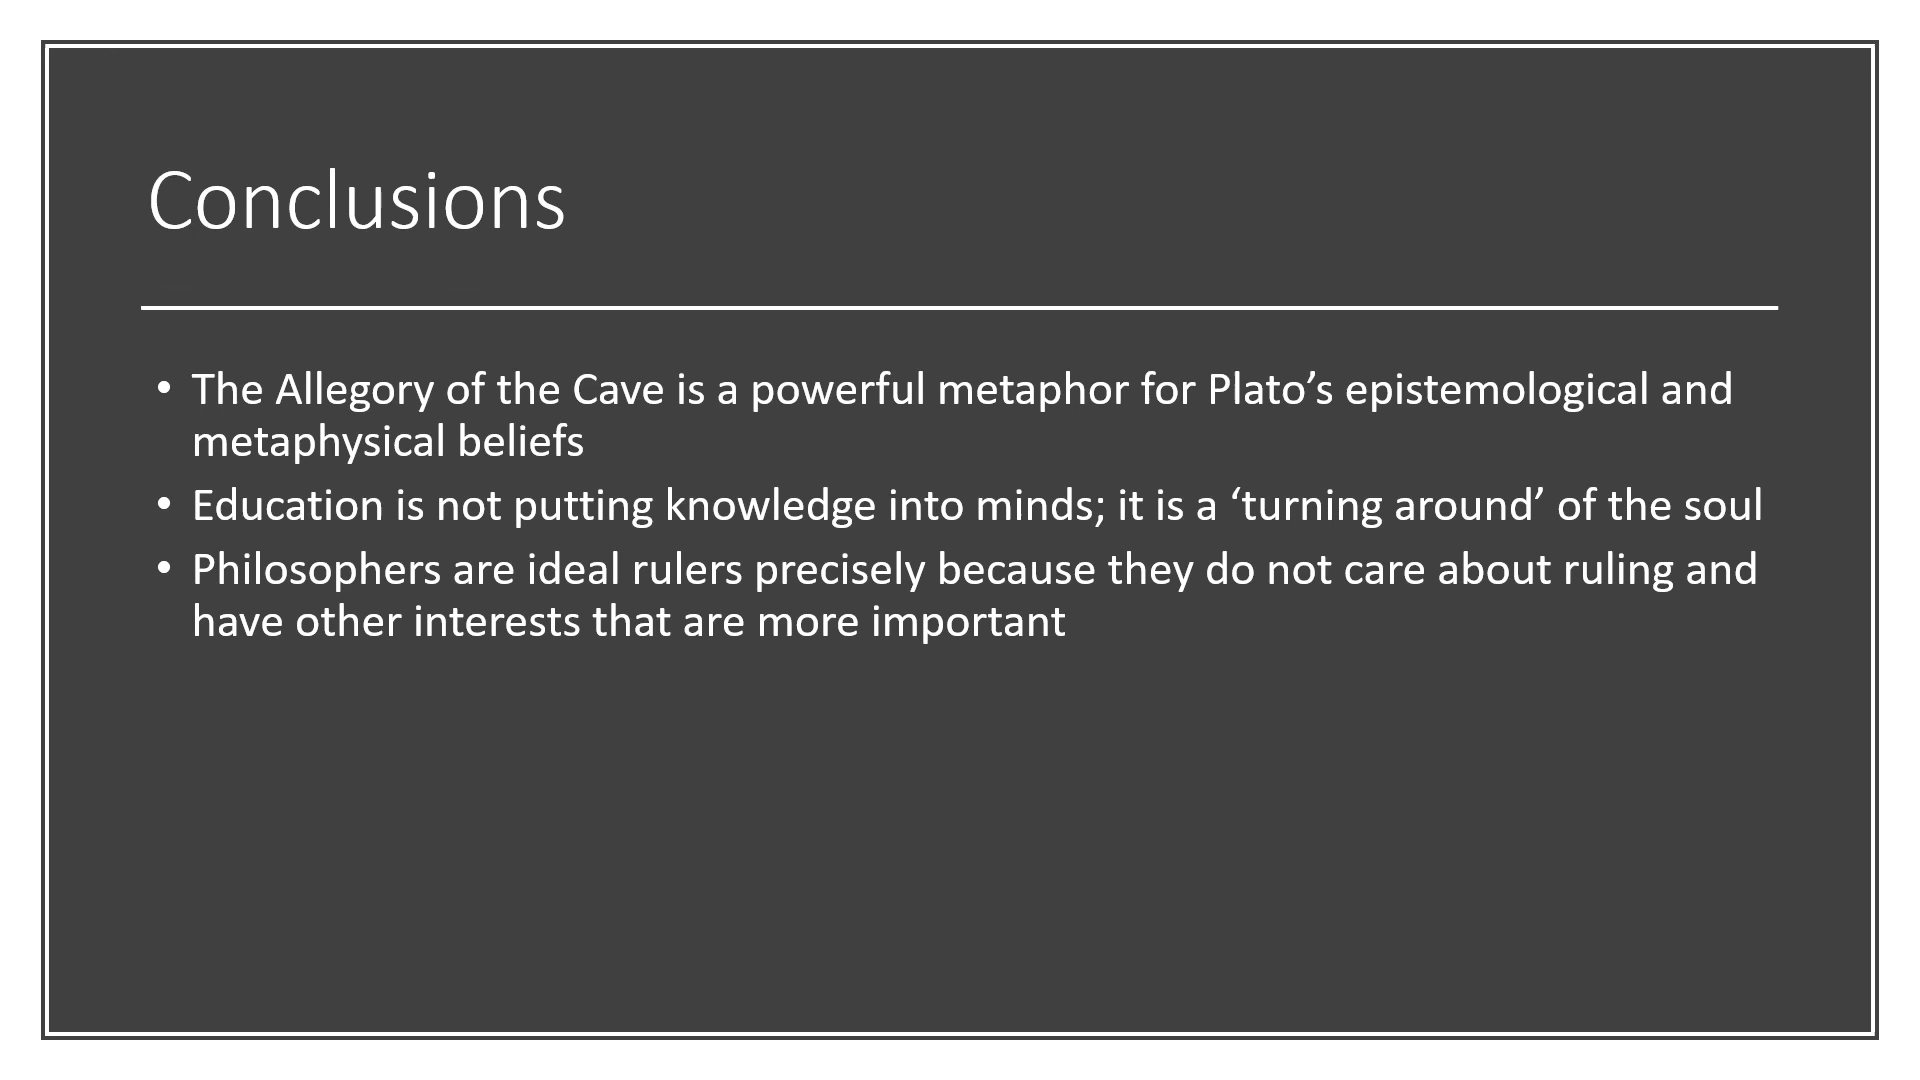 Conclusions
• The Allegory of the Cave is a powerful metaphor for Plato’s epistemological and
metaphysical beliefs
• Education is not putting knowledge into minds; it is a ‘turning around’ of the soul
• Philosophers are ideal rulers precisely because they do not care about ruling and
have other interests that are more important